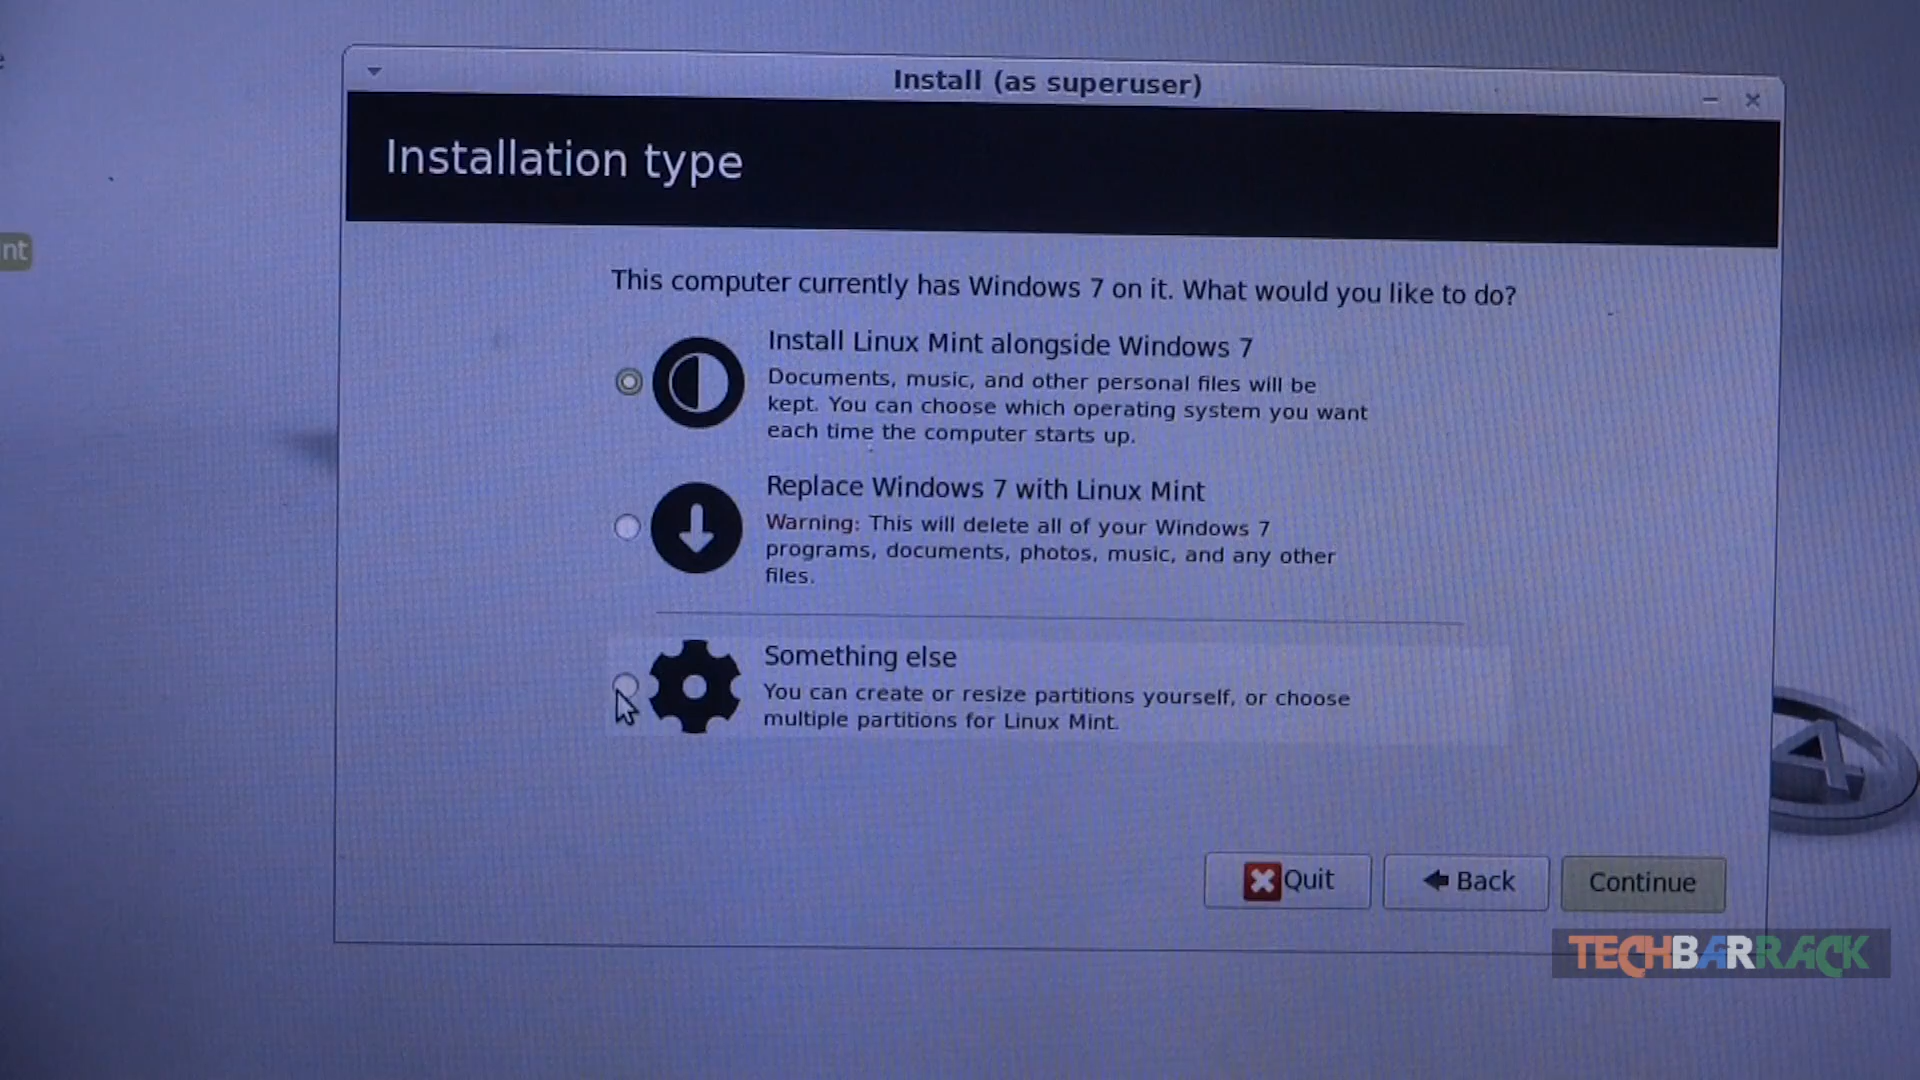 Install (as superuser)
Installation type
nt
This computer currently has Windows 7 on it. What would you like to do?
Install Linux Mint alongside Windows 7
Documents, music, and other personal files will be
kept. You can choose which operating system you want
each time the computer starts up.
Replace Windows 7 with Linux Mint
Warning: This will delete all of your Windows 7
programs, documents, photos, music, and any other
files.
Something else
You can create or resize partitions yourself, or choose
multiple partitions for Linux Mint.
Quit
Back
Continue
TECHBARRACK